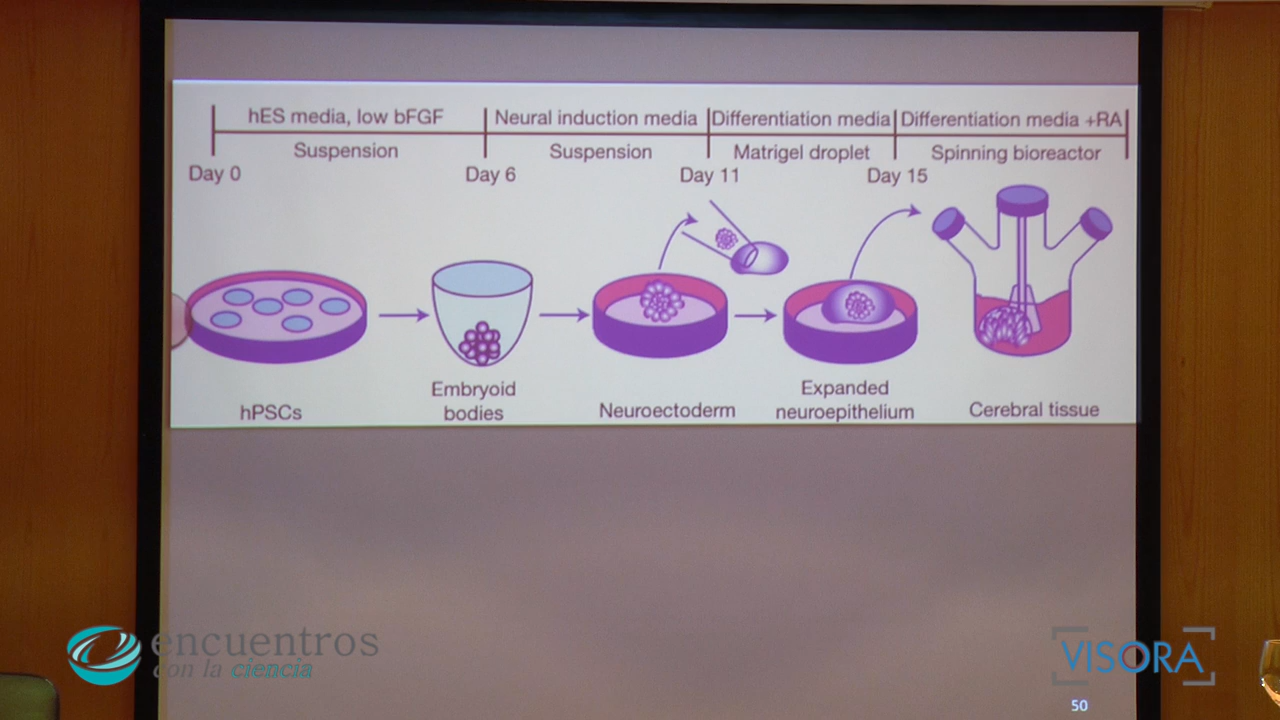 hES media, low bFGF
Neural induction media
Differentiation media
Differentiation media +RA
Suspension
Suspension
Matrigel droplet
Spinning bioreactor
Day 0
Day 6
Day 11
Day 15
hPSCs
Embryoid
bodies
Neuroectoderm
Expanded
neuroepithelium
Cerebral tissue
encuentros
con la ciencia
VISORA
50